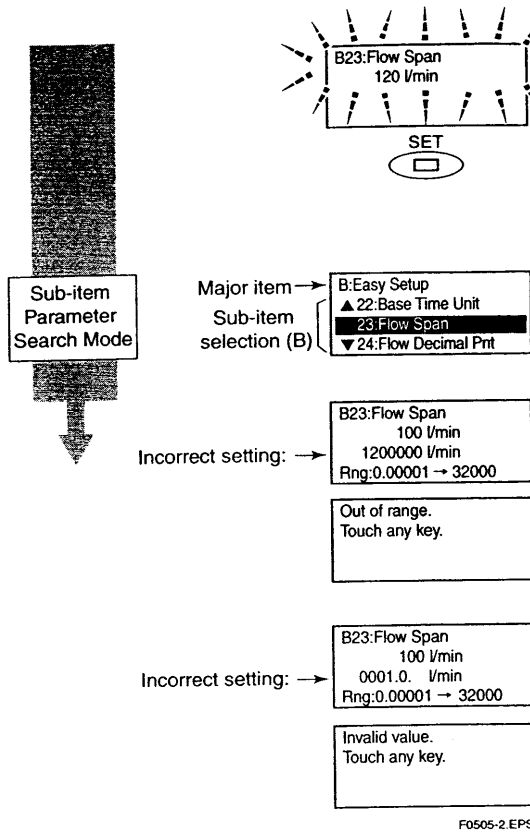 B23:Flow Span
120 l/min
SET
Sub-item
Parameter
Search Mode
Major item
Sub-item
selection (B)
B:Easy Setup
▲ 22:Base Time Unit
23:Flow Span
▼ 24:Flow Decimal Pnt
Incorrect setting: →
B23:Flow Span
100 l/min
1200000 l/min
Rng:0.00001 → 32000
Out of range.
Touch any key.
Incorrect setting: →
B23:Flow Span
100 l/min
0001.0. l/min
Rng:0.00001 → 32000
Invalid value.
Touch any key.
F0505-2.EPS